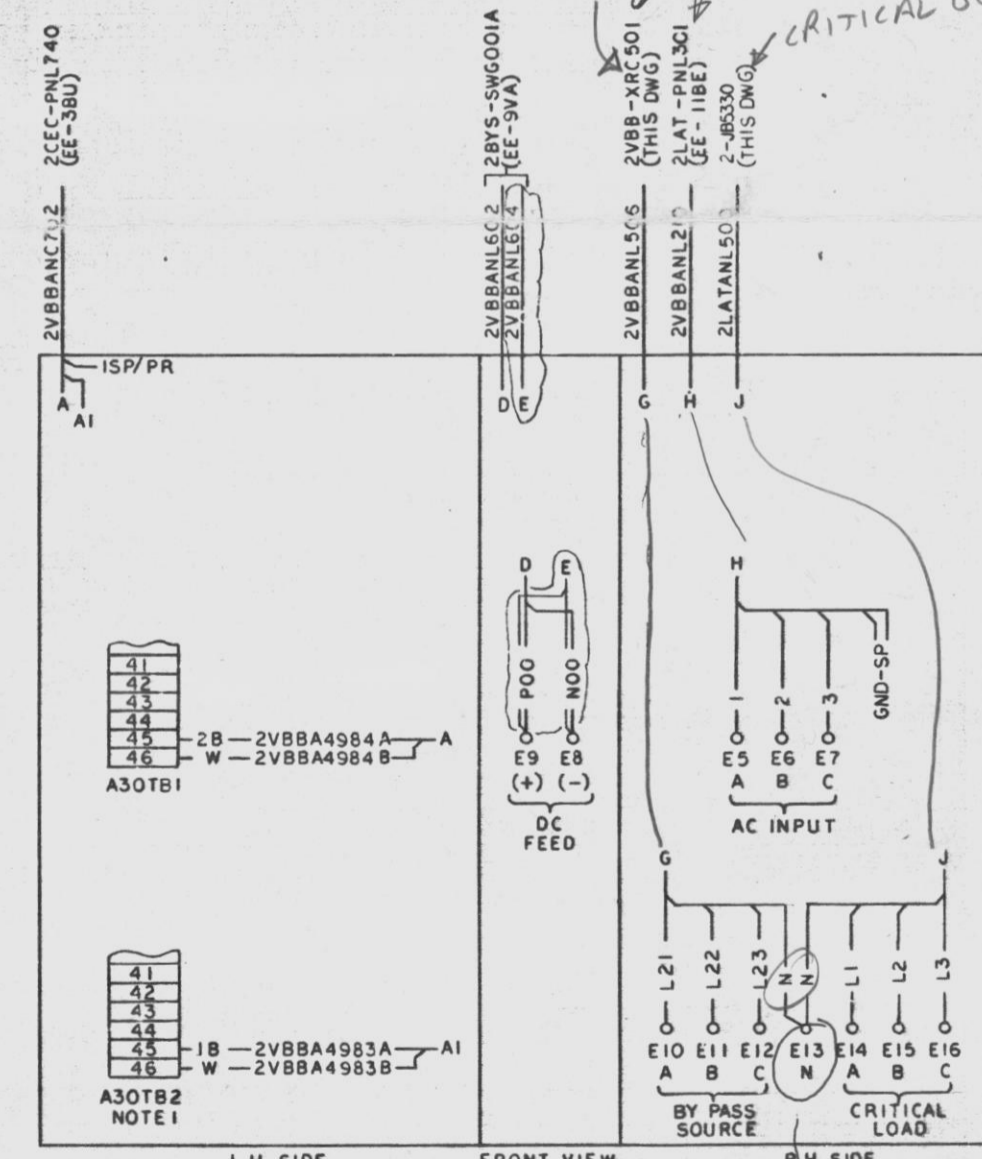 CRITICAL
2CEC-PNL740
(EE-3BU)
2BYS-SWG001A
(EE-9VA)
2VBB-XRC501
(THIS DWG)
2LAT-PNL3C1
(EE-11BE)
2-JB5330
(THIS DWG)
2VBBANC702
2VBBANL602
2VBBANL604
2VBBANL506
2VBBANL210
2LATANL500
ISP/PR
A
A1
D E
G H J
D E
H
P00 N00
1 2 3 GND-SP
E9 E8
(+) (-)
DC
FEED
E5 E6 E7
A B C
AC INPUT
41
42
43
44
45 2B 2VBBA4984A A
46 W 2VBBA4984B
A30TB1
G J
L21 L22 L23 N N L1 L2 L3
41
42
43
44
45 1B 2VBBA4983A A1
46 W 2VBBA4983B
A30TB2
NOTE 1
E10 E11 E12 E13 E14 E15 E16
A B C N A B C
BY PASS
SOURCE
CRITICAL
LOAD
L.H. SIDE
FRONT VIEW
R.H. SIDE